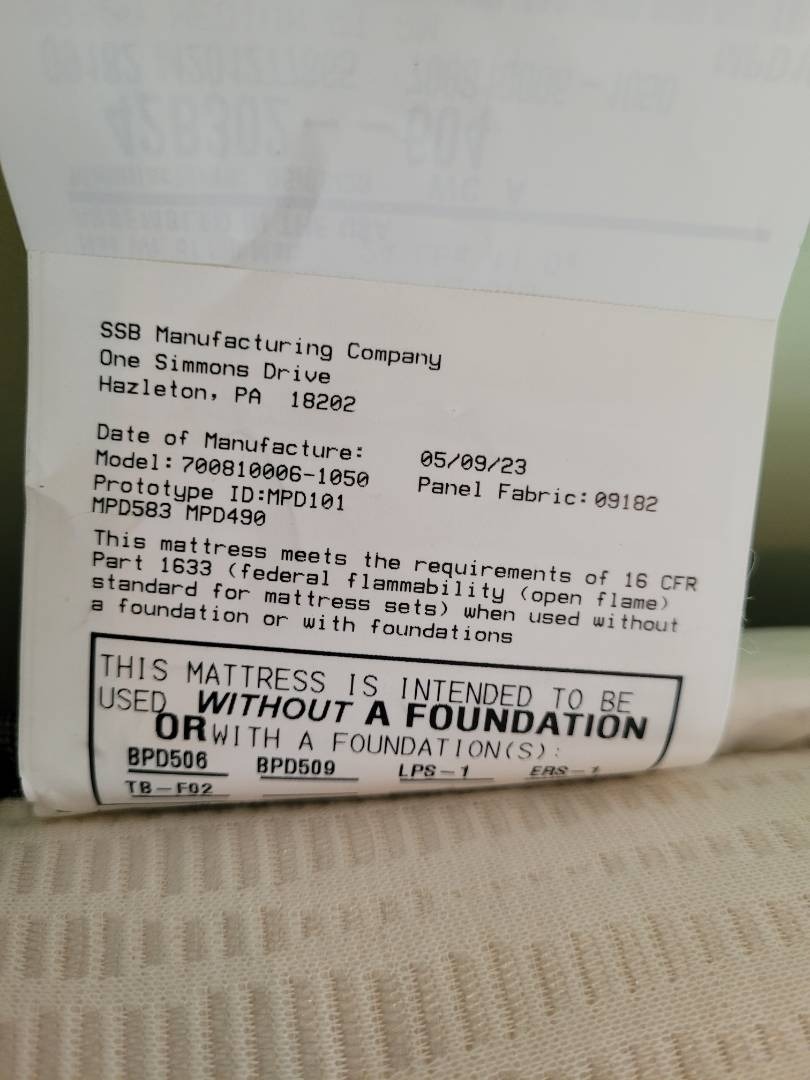 SSB Manufacturing Company
One Simmons Drive
Hazleton, PA 18202
Date of Manufacture: 05/09/23
Model: 700810006-1050 Panel Fabric: 09182
Prototype ID:MPD101
MPD583 MPD490
This mattress meets the requirements of 16 CFR
Part 1633 (federal flammability (open flame)
standard for mattress sets) when used without
a foundation or with foundations
THIS MATTRESS IS INTENDED TO BE
USED WITHOUT A FOUNDATION
OR WITH A FOUNDATION(S):
BPD506 BPD509 LPS-1 ERS-1
TB-F02